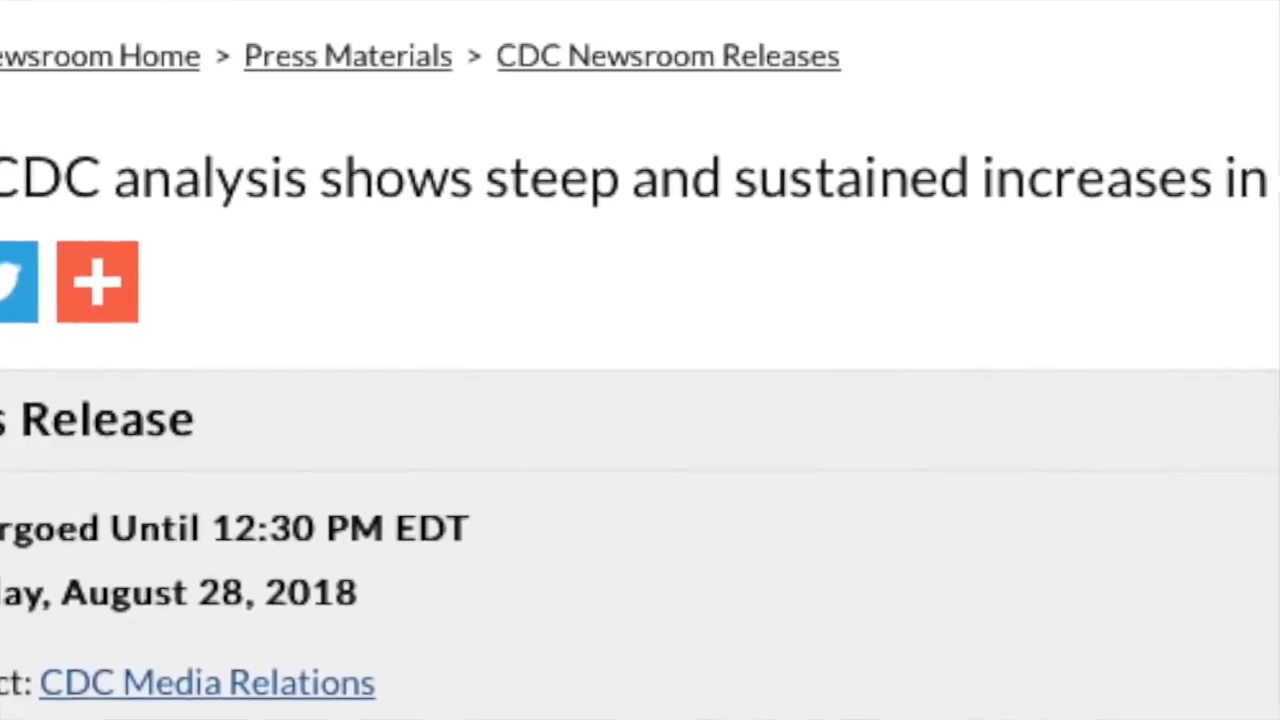 ewsroom Home > Press Materials > CDC Newsroom Releases
CDC analysis shows steep and sustained increases in
s Release
rgoed Until 12:30 PM EDT
ay, August 28, 2018
ct: CDC Media Relations